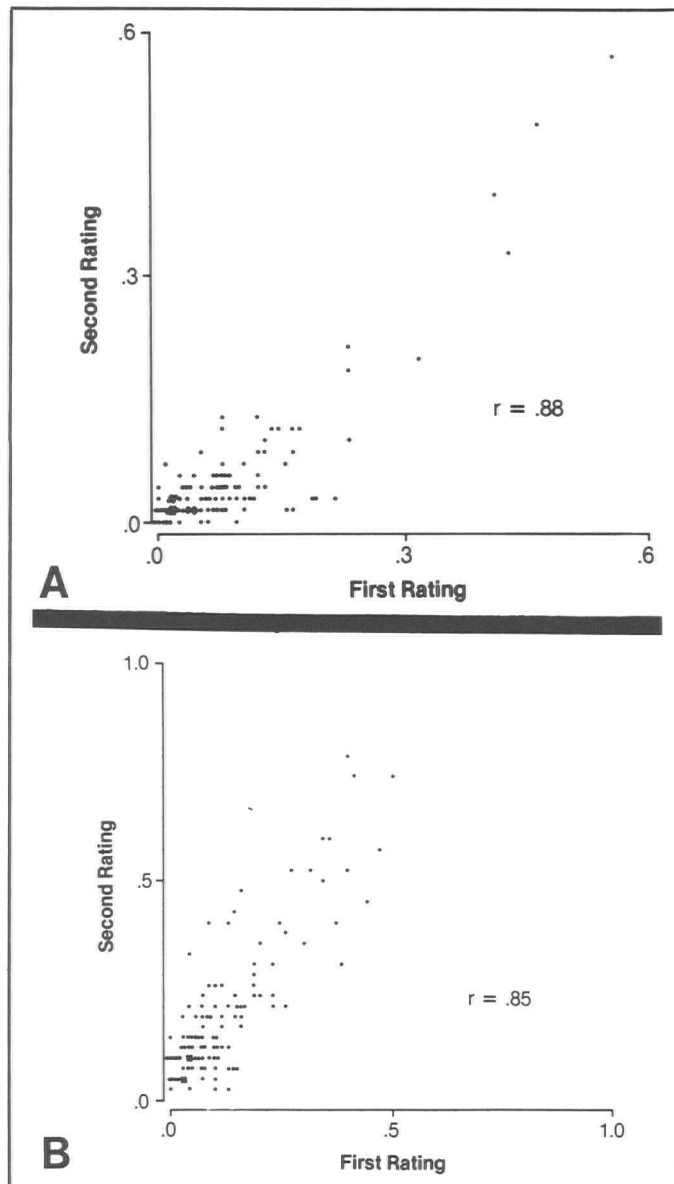 .6
Second Rating
.3
r = .88
.0
.0
.3
.6
A
First Rating
1.0
Second Rating
.5
r = .85
.0
.0
.5
1.0
B
First Rating